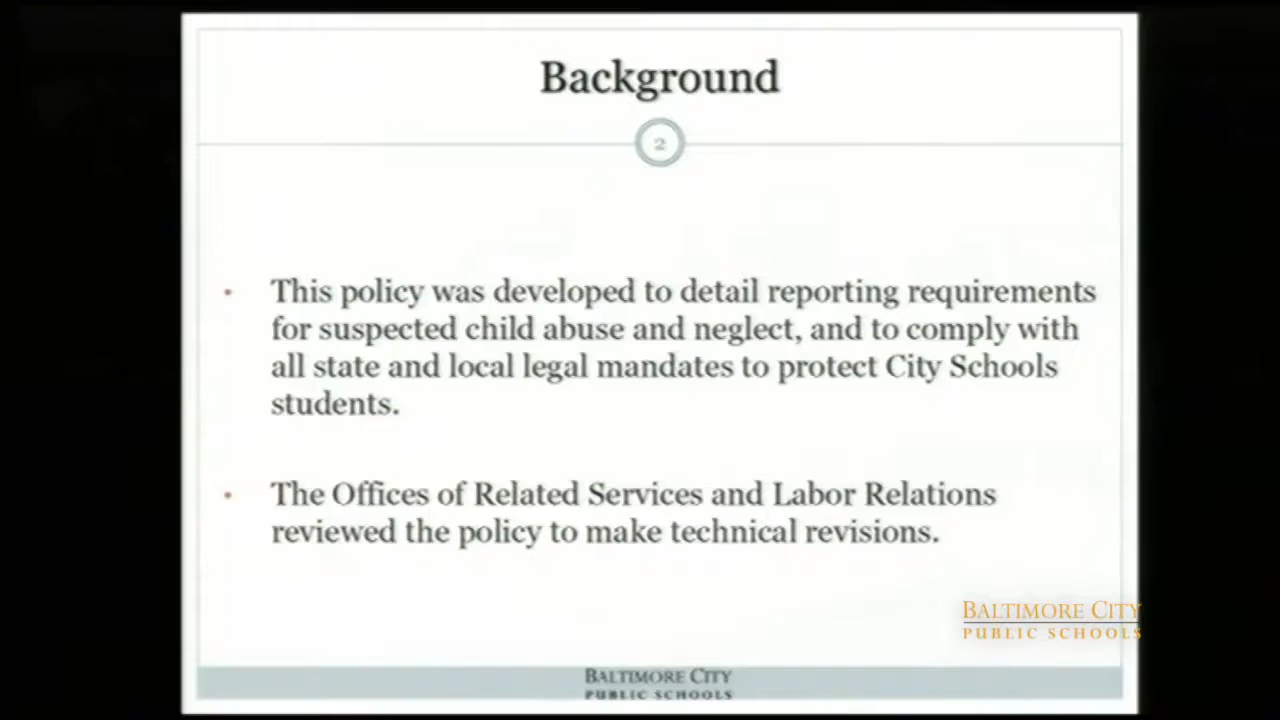 Background
2
• This policy was developed to detail reporting requirements
for suspected child abuse and neglect, and to comply with
all state and local legal mandates to protect City Schools
students.
• The Offices of Related Services and Labor Relations
reviewed the policy to make technical revisions.
BALTIMORE CITY
PUBLIC SCHOOLS
BALTIMORE CITY
PUBLIC SCHOOLS